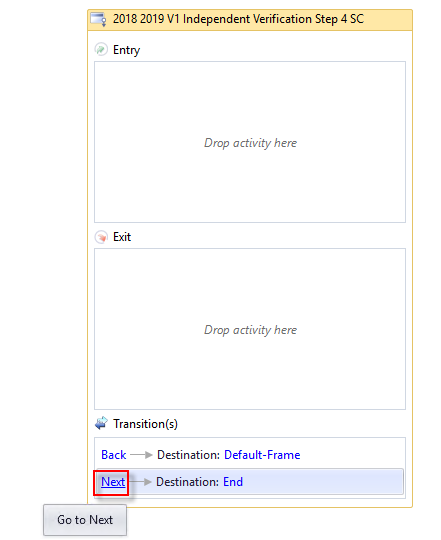 2018 2019 V1 Independent Verification Step 4 SC
Entry
Drop activity here
Exit
Drop activity here
Transition(s)
Back Destination: Default-Frame
Next Destination: End
Go to Next